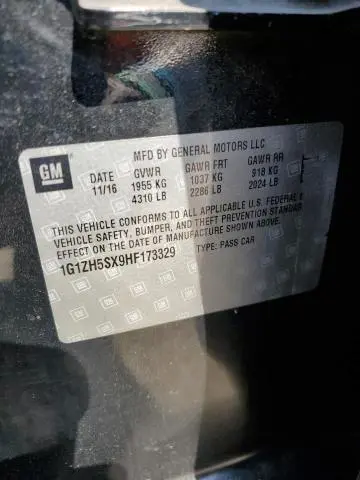 GM
MFD BY GENERAL MOTORS LLC
DATE GVWR GAWR FRT GAWR RR
11/16 1955 KG 1037 KG 918 KG
4310 LB 2286 LB 2024 LB
THIS VEHICLE CONFORMS TO ALL APPLICABLE U.S. FEDERAL
VEHICLE SAFETY, BUMPER, AND THEFT PREVENTION STANDAR
ON THE DATE OF MANUFACTURE SHOWN ABOVE.
1G1ZH5SX9HF173329 TYPE: PASS CAR